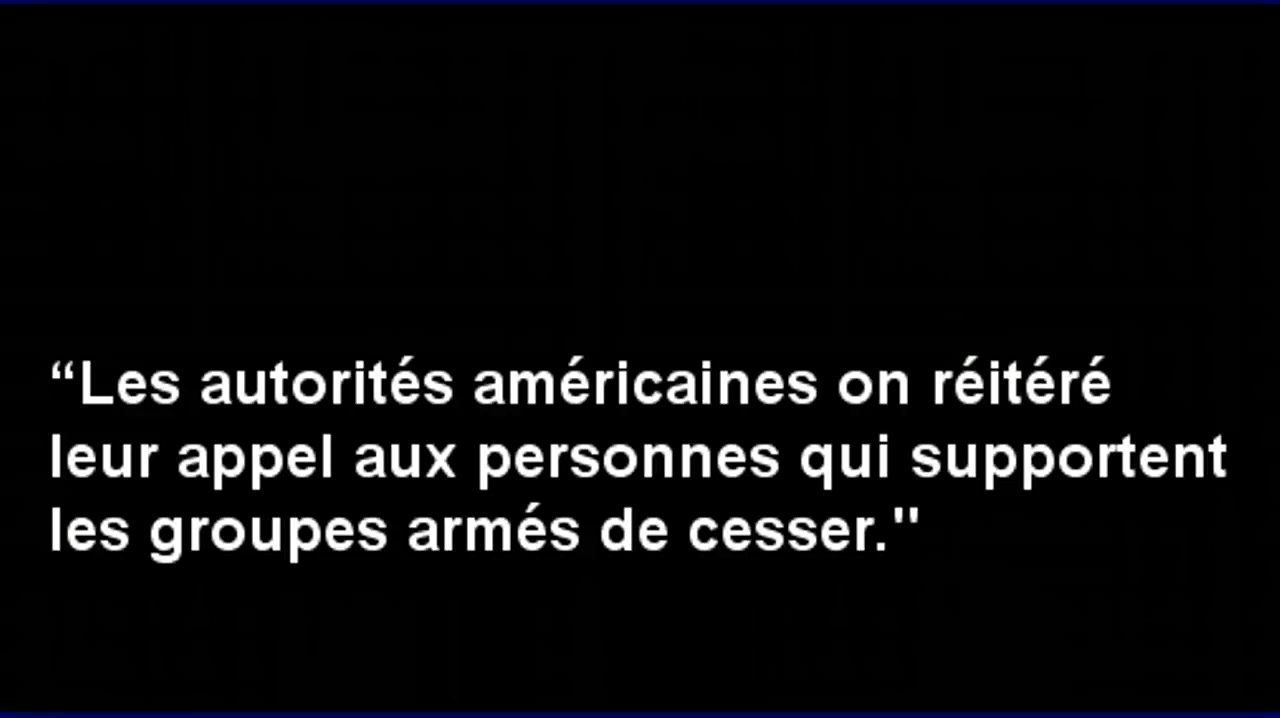 “Les autorités américaines on réitéré
leur appel aux personnes qui supportent
les groupes armés de cesser."